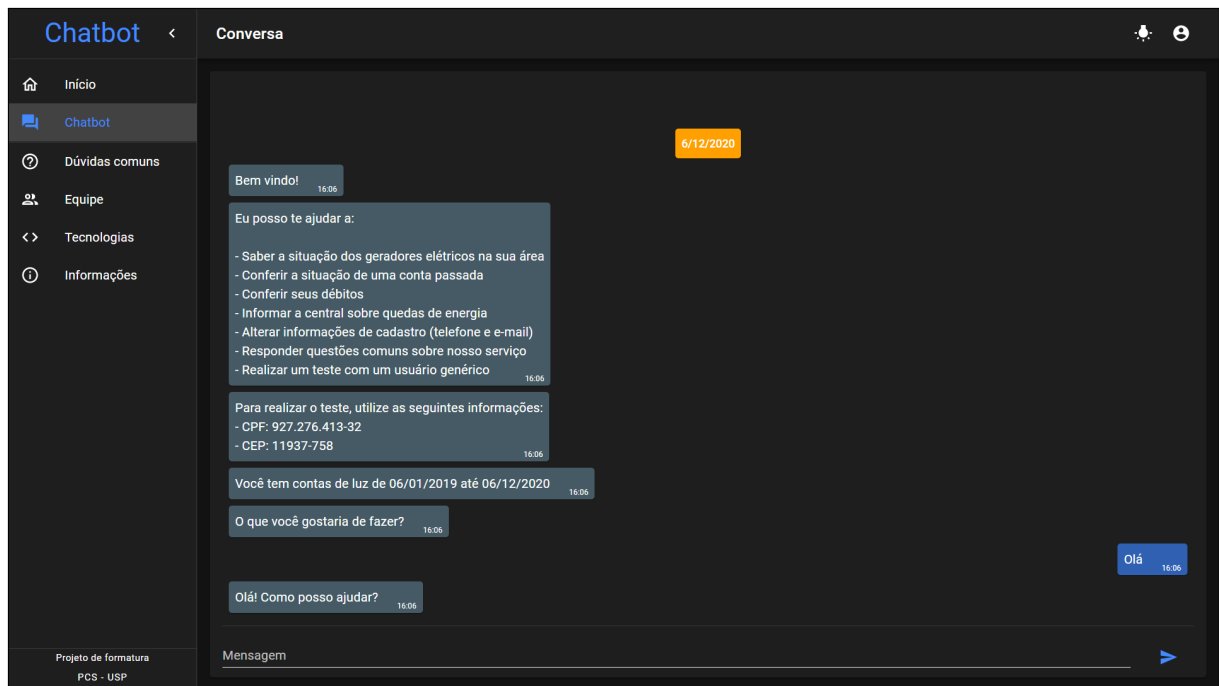 Chatbot
Conversa
Início
Chatbot
Dúvidas comuns
Equipe
Tecnologias
Informações
Projeto de formatura
PCS - USP
6/12/2020
Bem vindo!
16:06
Eu posso te ajudar a:
- Saber a situação dos geradores elétricos na sua área
- Conferir a situação de uma conta passada
- Conferir seus débitos
- Informar a central sobre quedas de energia
- Alterar informações de cadastro (telefone e e-mail)
- Responder questões comuns sobre nosso serviço
- Realizar um teste com um usuário genérico
16:06
Para realizar o teste, utilize as seguintes informações:
- CPF: 927.276.413-32
- CEP: 11937-758
16:06
Você tem contas de luz de 06/01/2019 até 06/12/2020
16:06
O que você gostaria de fazer?
16:06
Olá
16:06
Olá! Como posso ajudar?
16:06
Mensagem